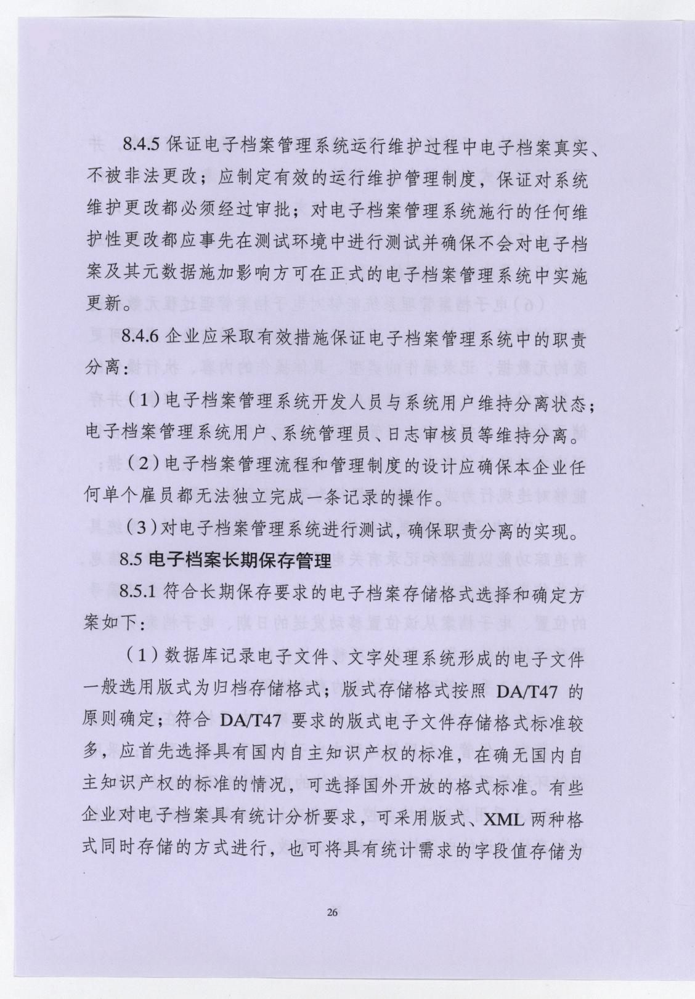 8.4.5 保证电子档案管理系统运行维护过程中电子档案真实、
不被非法更改；应制定有效的运行维护管理制度，保证对系统
维护更改都必须经过审批；对电子档案管理系统施行的任何维
护性更改都应事先在测试环境中进行测试并确保不会对电子档
案及其元数据施加影响方可在正式的电子档案管理系统中实施
更新。
8.4.6 企业应采取有效措施保证电子档案管理系统中的职责
分离：
（1）电子档案管理系统开发人员与系统用户维持分离状态；
电子档案管理系统用户、系统管理员、日志审核员等维持分离。
（2）电子档案管理流程和管理制度的设计应确保本企业任
何单个雇员都无法独立完成一条记录的操作。
（3）对电子档案管理系统进行测试，确保职责分离的实现。
8.5 电子档案长期保存管理
8.5.1 符合长期保存要求的电子档案存储格式选择和确定方
案如下：
（1）数据库记录电子文件、文字处理系统形成的电子文件
一般选用版式为归档存储格式；版式存储格式按照 DA/T47 的
原则确定；符合 DA/T47 要求的版式电子文件存储格式标准较
多，应首先选择具有国内自主知识产权的标准，在确无国内自
主知识产权的标准的情况，可选择国外开放的格式标准。有些
企业对电子档案具有统计分析要求，可采用版式、XML 两种格
式同时存储的方式进行，也可将具有统计需求的字段值存储为
26